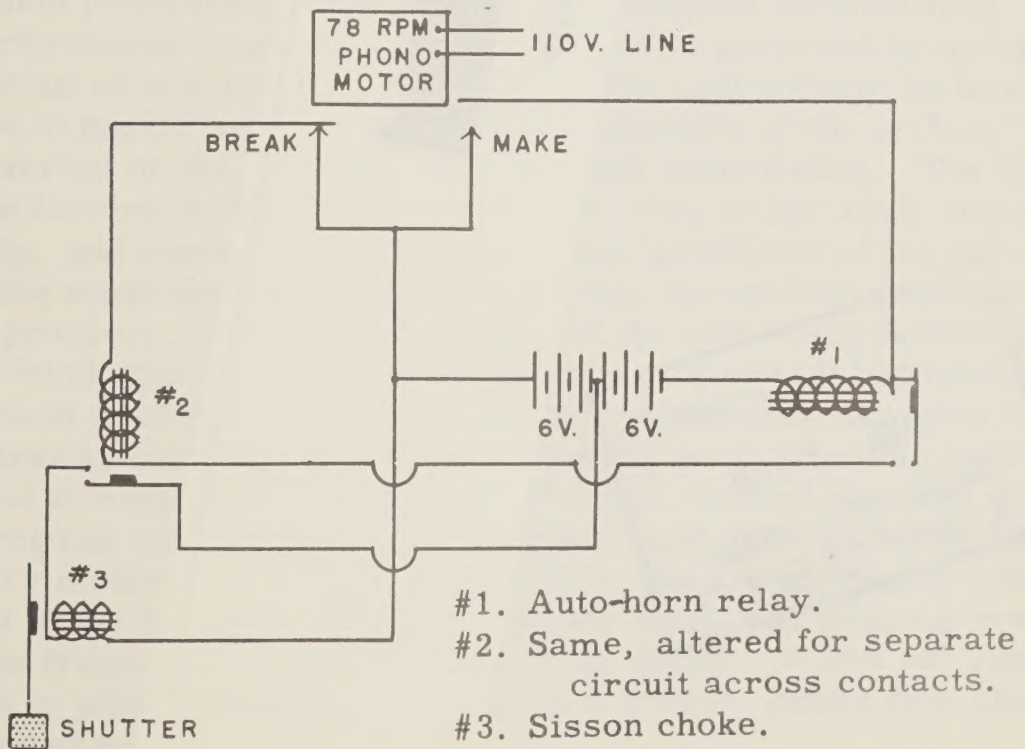 78 RPM
PHONO
MOTOR
110 V. LINE
BREAK
MAKE
#2
#1
6V.
6V.
#3
#1. Auto-horn relay.
#2. Same, altered for separate
circuit across contacts.
#3. Sisson choke.
SHUTTER